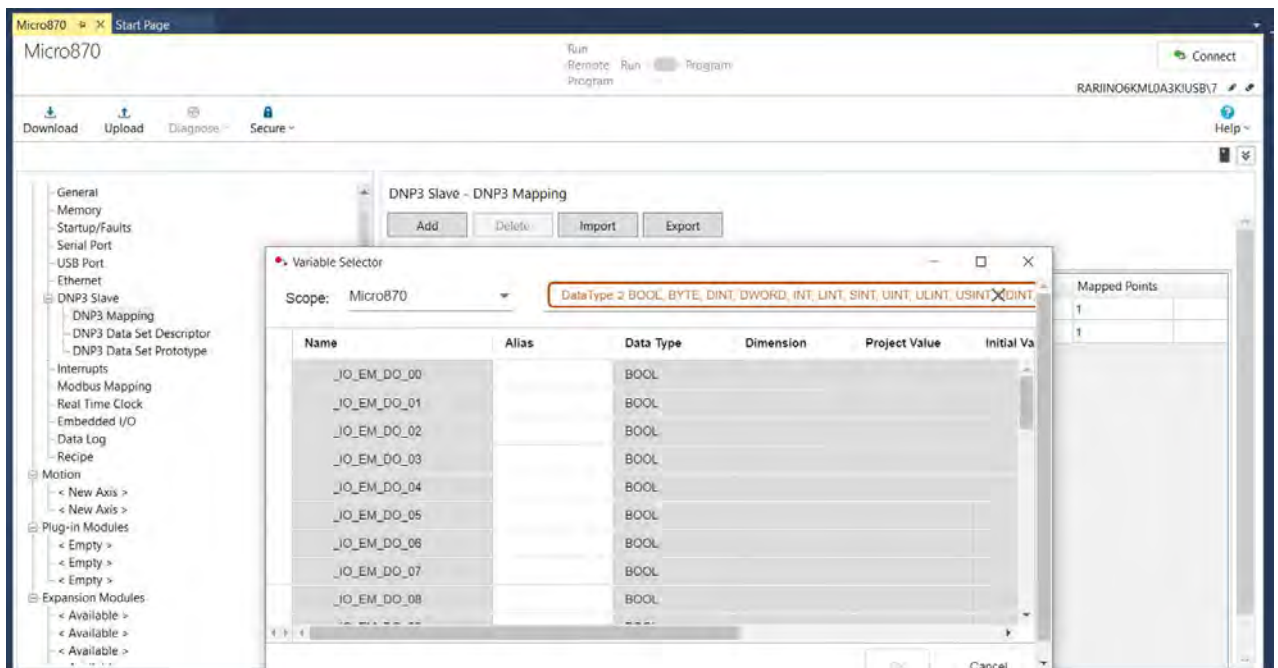 Micro870 Start Page
Micro870
Run
Remote Run Program
Program
Connect
RARIINO6KML0A3K\USB\7
Download Upload Diagnose Secure
Help
General
Memory
Startup/Faults
Serial Port
USB Port
Ethernet
DNP3 Slave
DNP3 Mapping
DNP3 Data Set Descriptor
DNP3 Data Set Prototype
Interrupts
Modbus Mapping
Real Time Clock
Embedded I/O
Data Log
Recipe
Motion
< New Axis >
< New Axis >
Plug-in Modules
< Empty >
< Empty >
< Empty >
Expansion Modules
< Available >
< Available >
< Available >
DNP3 Slave - DNP3 Mapping
Add Delete Import Export
Mapped Points
1
1
Variable Selector
Scope: Micro870
DataType 2 BOOL, BYTE, DINT, DWORD, INT, LINT, SINT, UINT, ULINT, USINT
Name Alias Data Type Dimension Project Value Initial Va
_IO_EM_DO_00 BOOL
_IO_EM_DO_01 BOOL
_IO_EM_DO_02 BOOL
_IO_EM_DO_03 BOOL
_IO_EM_DO_04 BOOL
_IO_EM_DO_05 BOOL
_IO_EM_DO_06 BOOL
_IO_EM_DO_07 BOOL
_IO_EM_DO_08 BOOL
Cancel